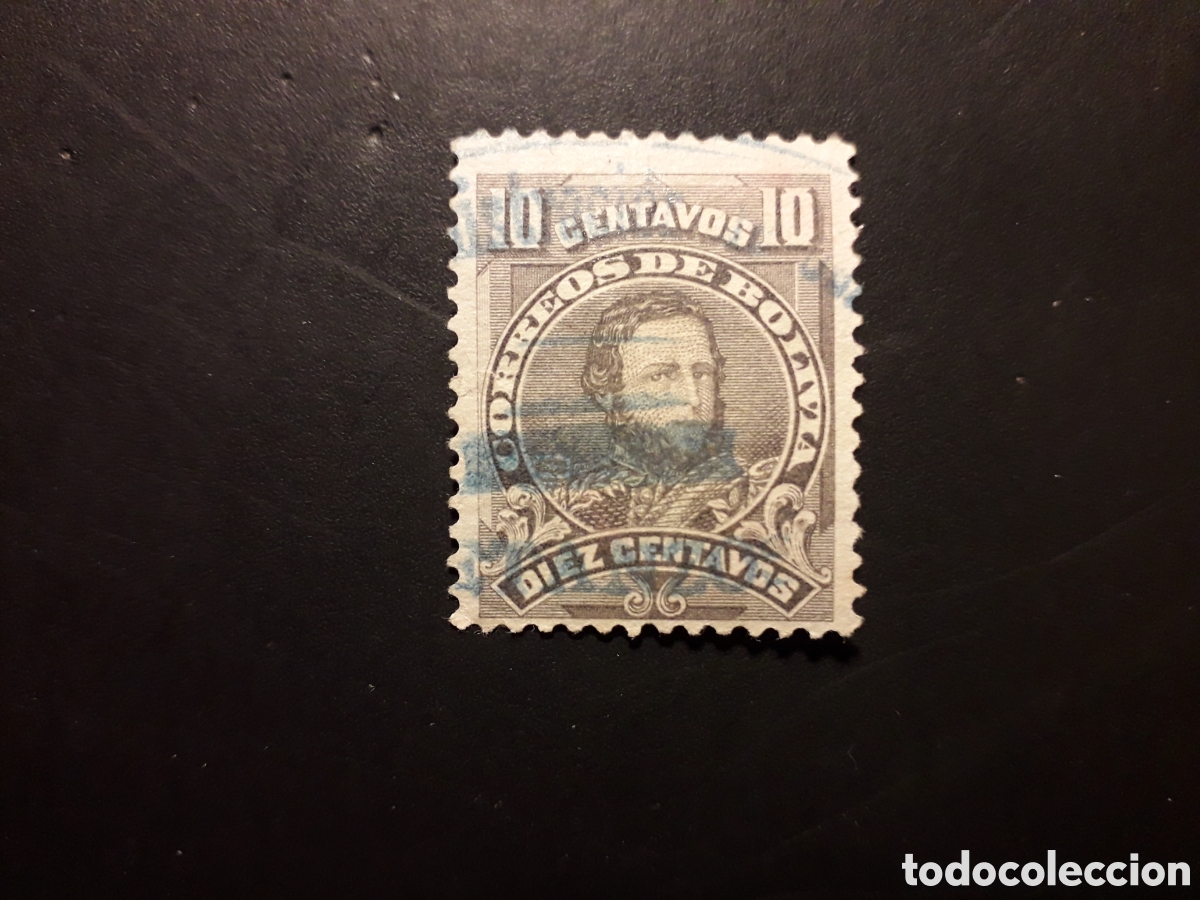 10 CENTAVOS 10
CORREOS DE BOLIVIA
DIEZ CENTAVOS
todocoleccion